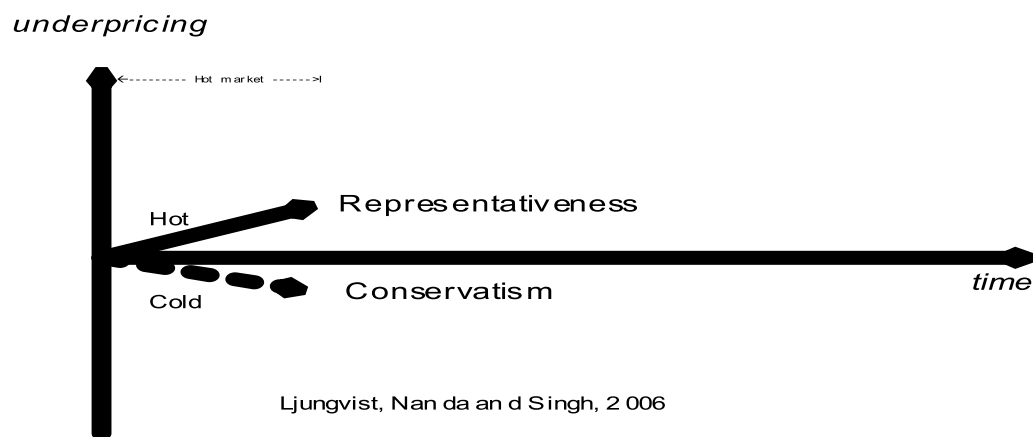 underpricing
Hot market
Representativeness
Hot
time
Conservatism
Cold
Ljungvist, Nanda and Singh, 2006